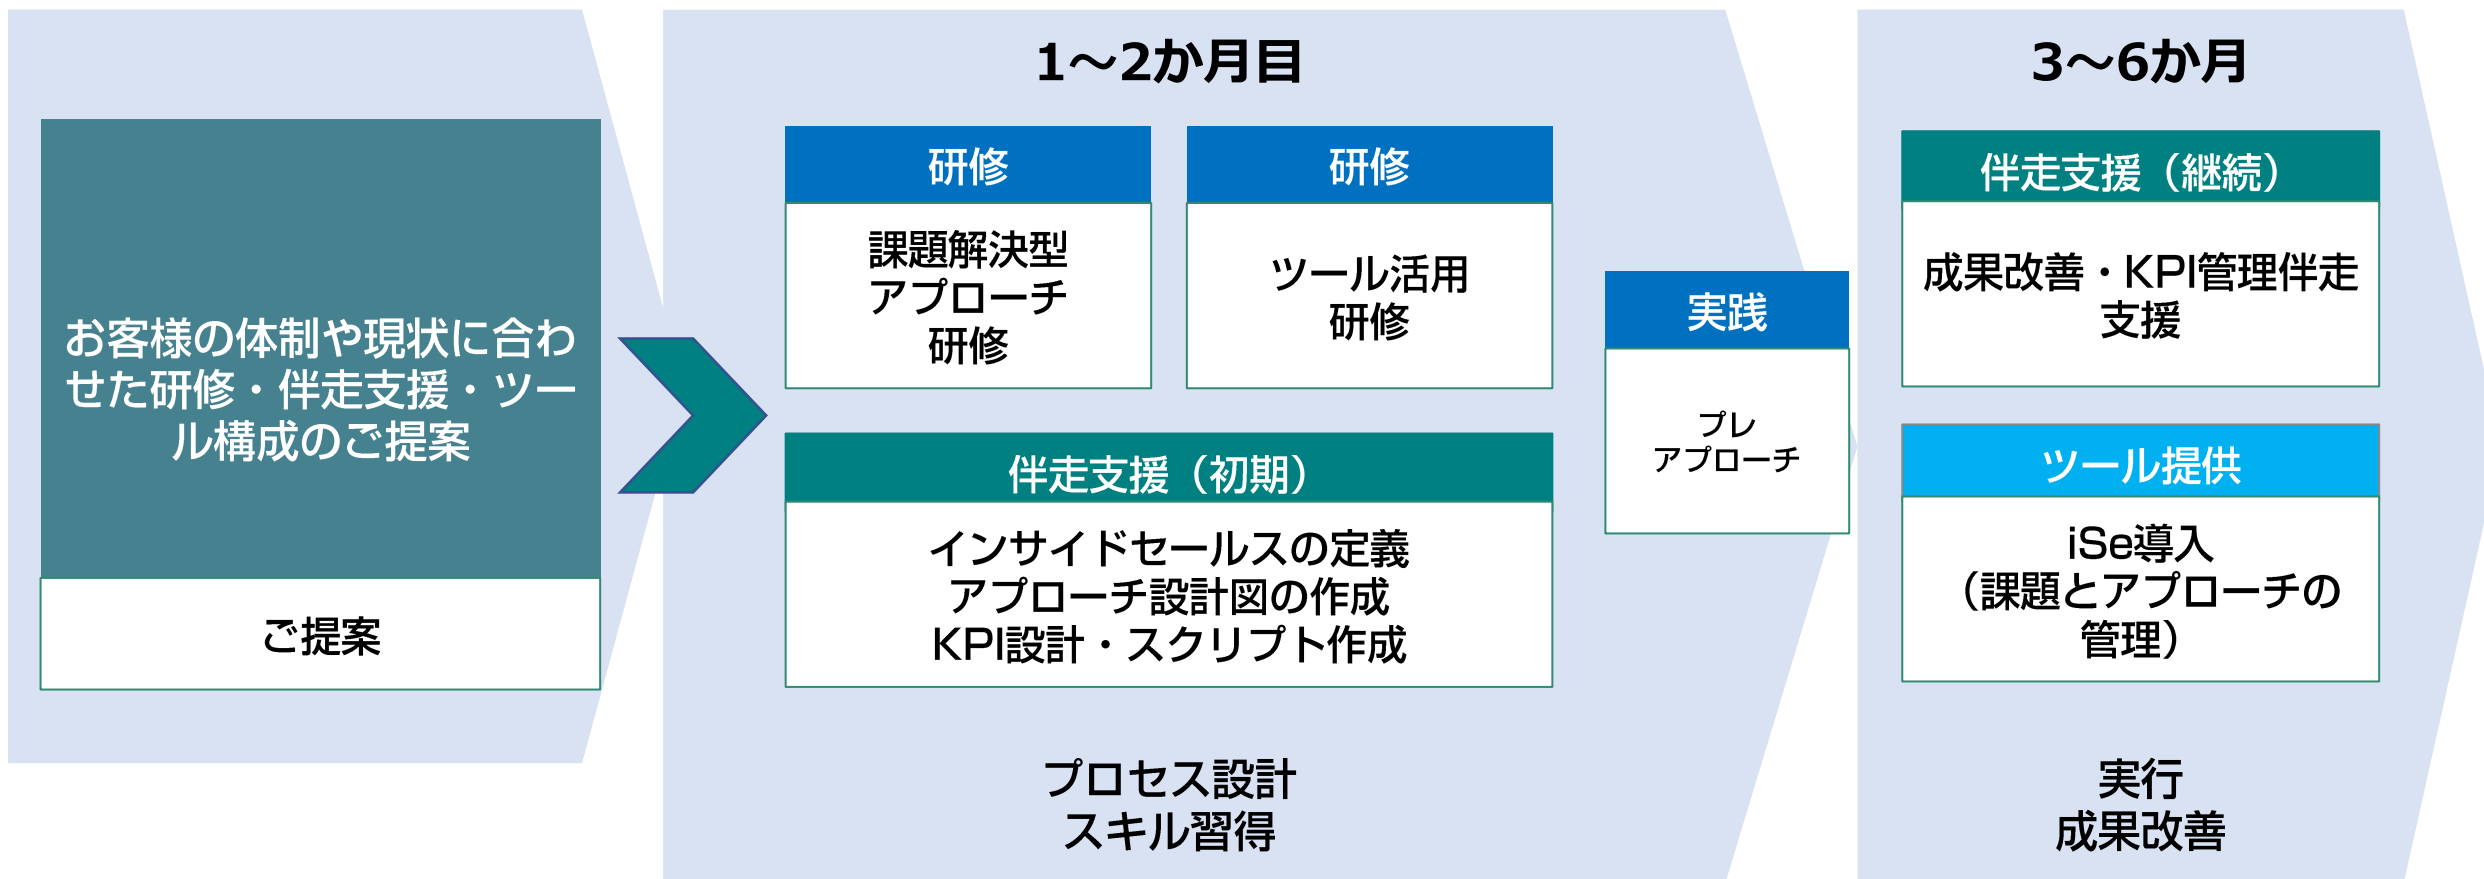 お客様の体制や現状に合わ
せた研修・伴走支援・ツー
ル構成のご提案
ご提案
1～2か月目
研修
課題解決型
アプローチ
研修
研修
ツール活用
研修
伴走支援（初期）
インサイドセールスの定義
アプローチ設計図の作成
KPI設計・スクリプト作成
実践
プレ
アプローチ
プロセス設計
スキル習得
3～6か月
伴走支援（継続）
成果改善・KPI管理伴走
支援
ツール提供
iSe導入
（課題とアプローチの
管理）
実行
成果改善